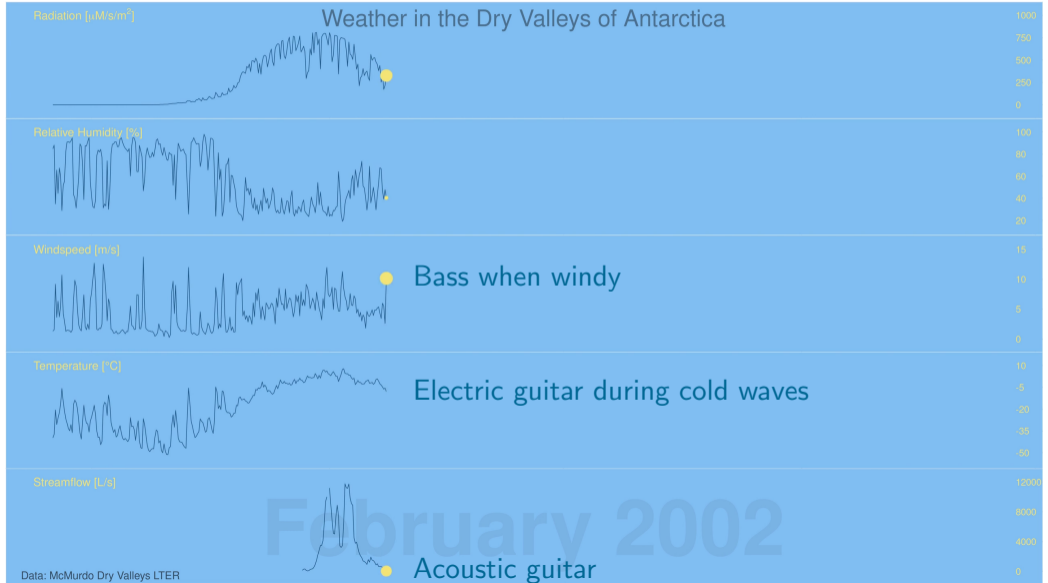 Weather in the Dry Valleys of Antarctica
Radiation [µM/s/m²]
1000
750
500
250
0
Relative Humidity [%]
100
80
60
40
20
Windspeed [m/s]
15
10
5
0
Bass when windy
Temperature [°C]
10
-5
-20
-35
-50
Electric guitar during cold waves
Streamflow [L/s]
12000
8000
4000
0
February 2002
Acoustic guitar
Data: McMurdo Dry Valleys LTER